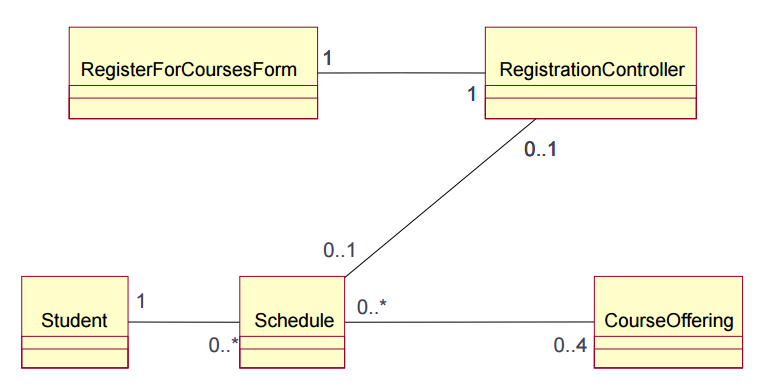 RegisterForCoursesForm
1
1
RegistrationController
0..1
0..1
Student
1
0..*
Schedule
0..*
0..4
CourseOffering